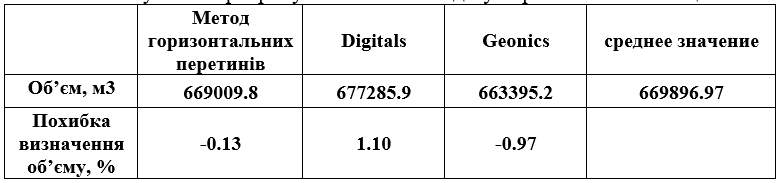 Метод
горизонтальних
перетинів
Digitals
Geonics
среднее значение
Об’єм, м3
669009.8
677285.9
663395.2
669896.97
Похибка
визначення
об’єму, %
-0.13
1.10
-0.97